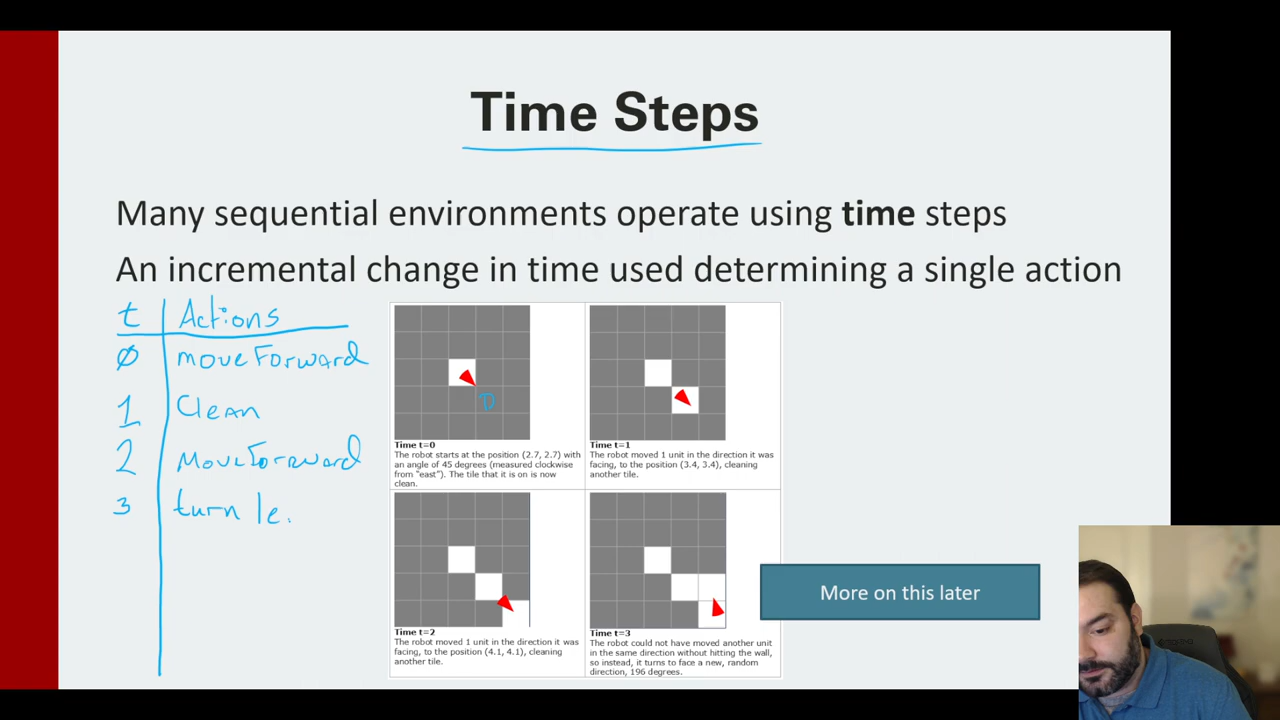 Time Steps
Many sequential environments operate using time steps
An incremental change in time used determining a single action
t Actions
0 moveForward
1 Clean
2 MoveForward
3 turn le
Time t=0
The robot starts at the position (2.7, 2.7) with
an angle of 45 degrees (measured clockwise
from "east"). The tile that it is on is now
clean.
Time t=1
The robot moved 1 unit in the direction it was
facing, to the position (3.4, 3.4), cleaning
another tile.
Time t=2
The robot moved 1 unit in the direction it was
facing, to the position (4.1, 4.1), cleaning
another tile.
Time t=3
The robot could not have moved another unit
in the same direction without hitting the wall,
so instead, it turns to face a new, random
direction, 196 degrees.
More on this later